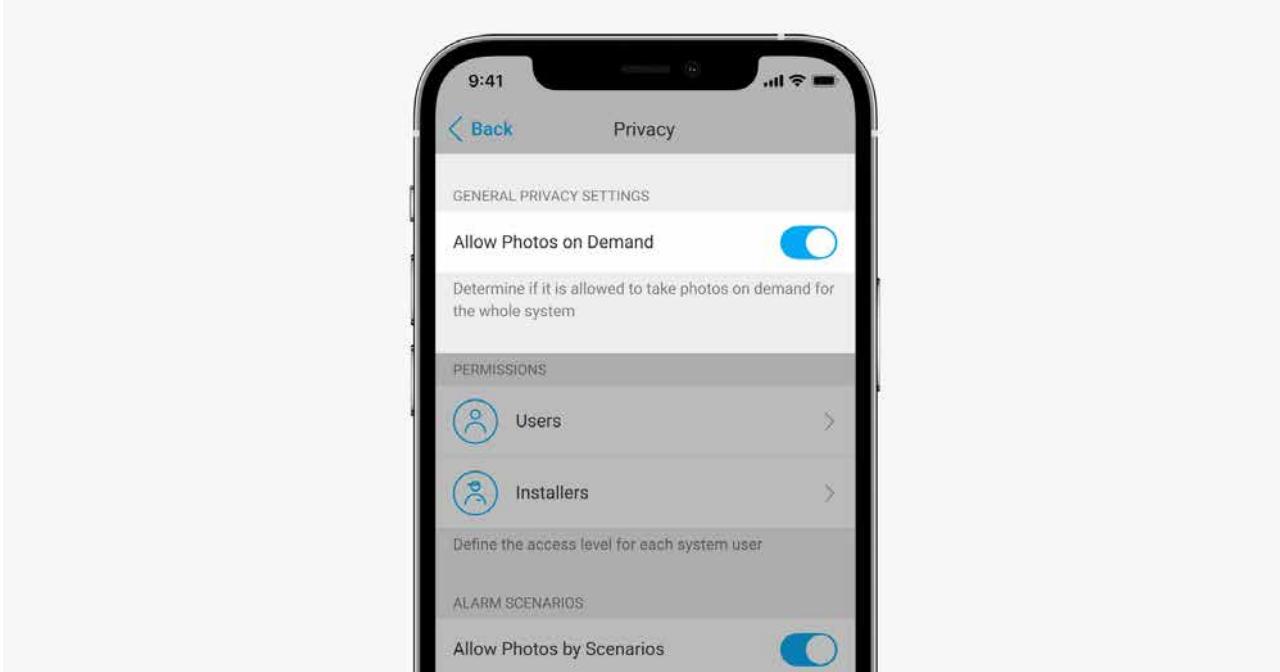 9:41
Back
Privacy
GENERAL PRIVACY SETTINGS
Allow Photos on Demand
Determine if it is allowed to take photos on demand for
the whole system
PERMISSIONS
Users
Installers
Define the access level for each system user
ALARM SCENARIOS
Allow Photos by Scenarios